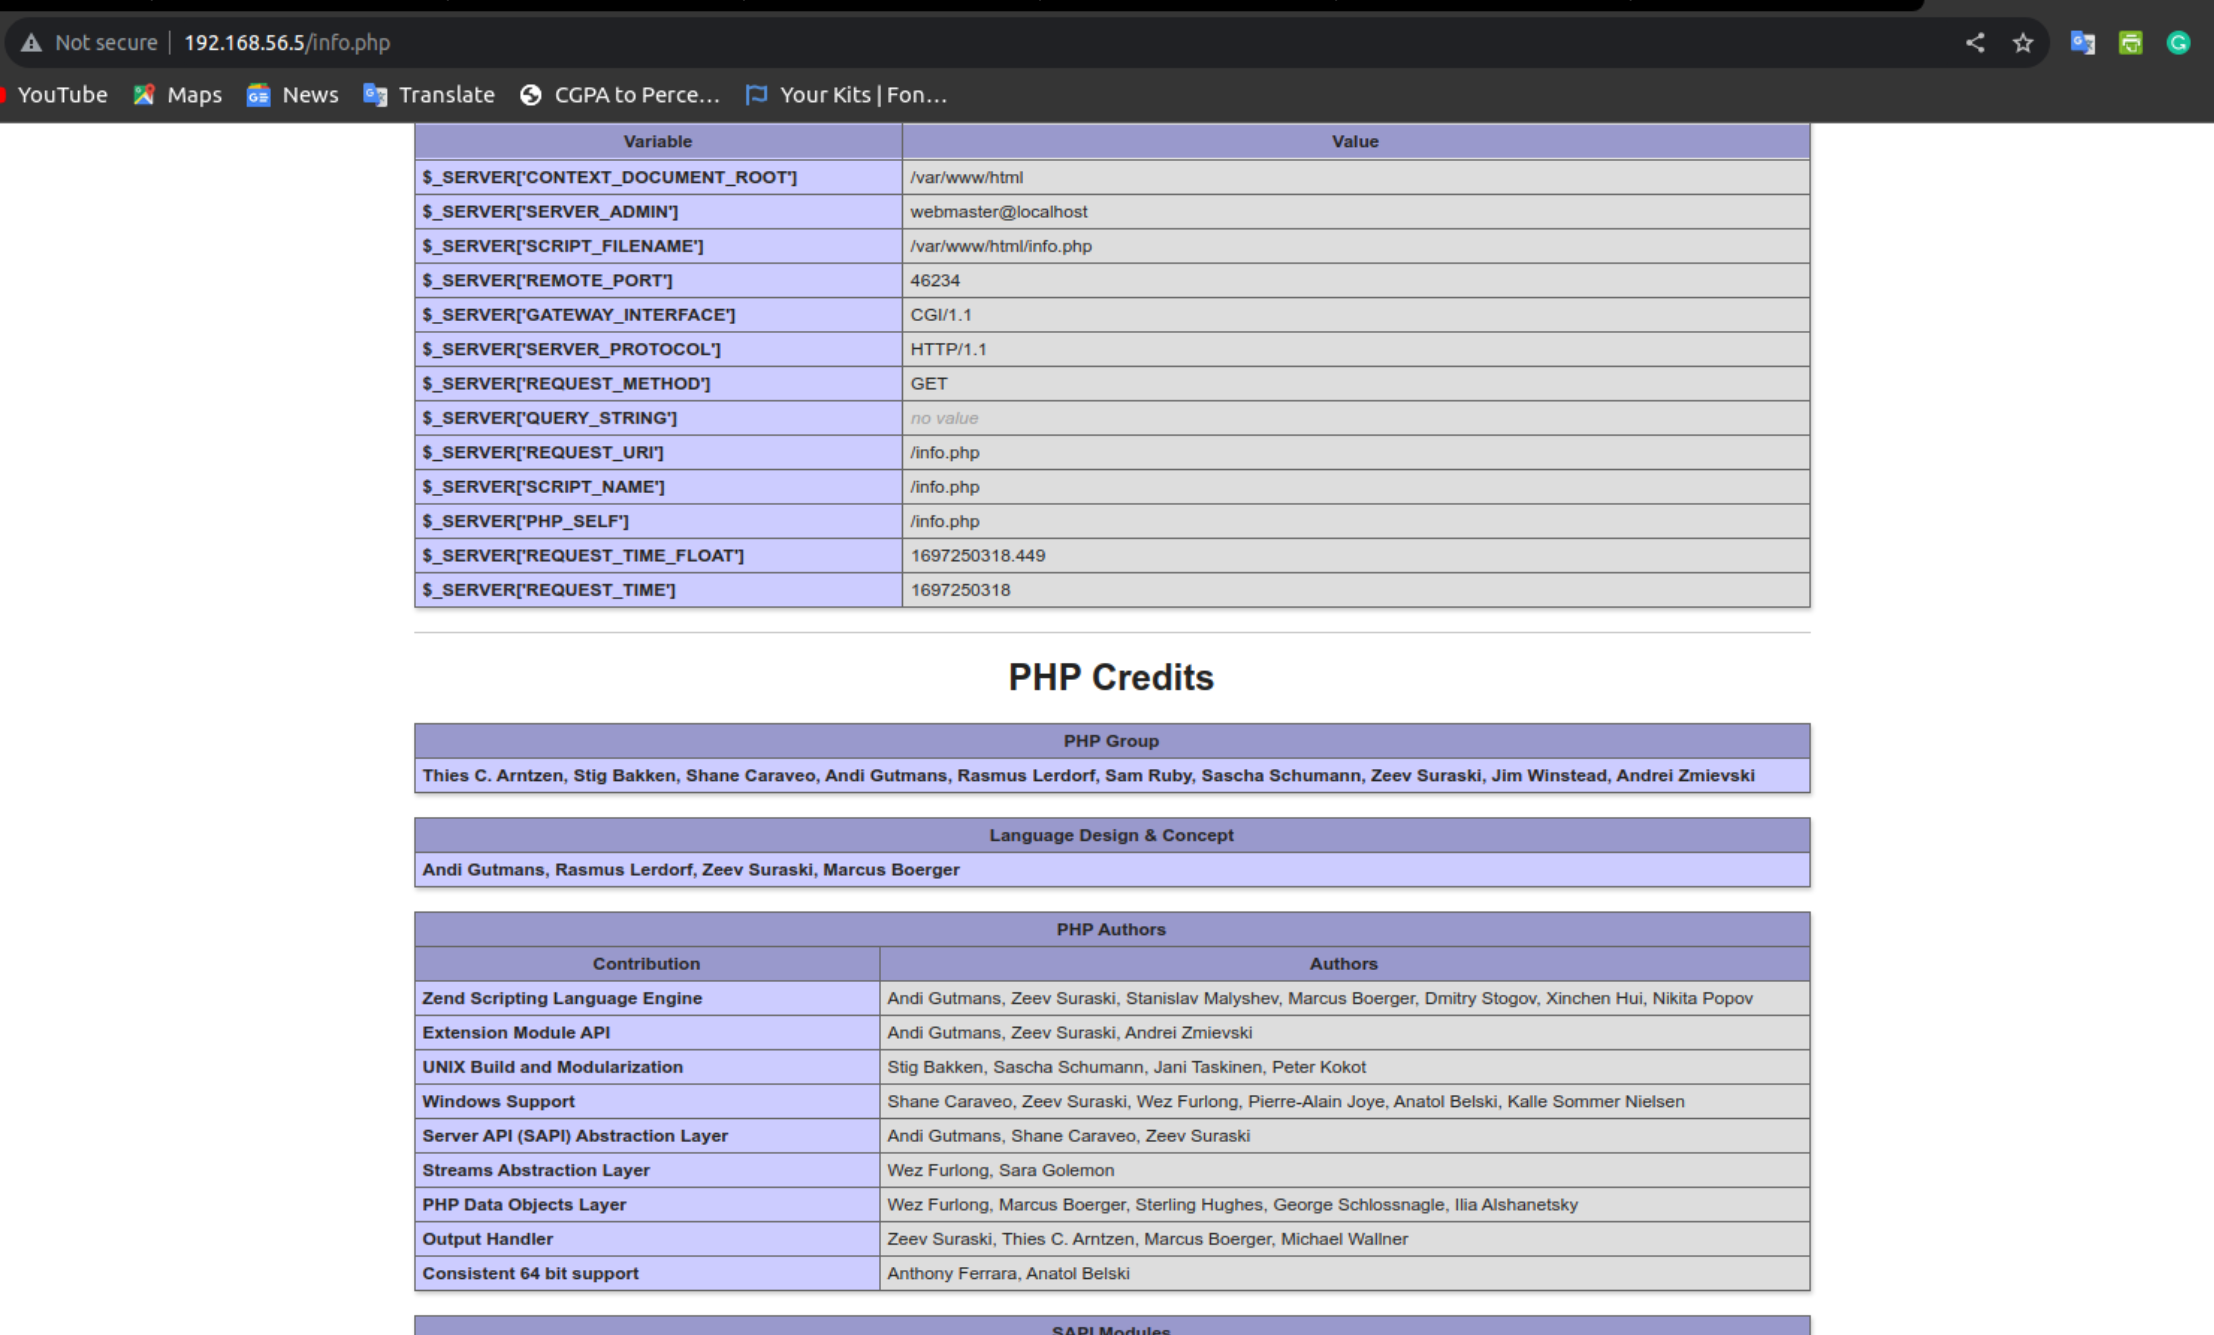 Not secure | 192.168.56.5/info.php
YouTube Maps News Translate CGPA to Perce... Your Kits | Fon...
Variable Value
$_SERVER['CONTEXT_DOCUMENT_ROOT'] /var/www/html
$_SERVER['SERVER_ADMIN'] webmaster@localhost
$_SERVER['SCRIPT_FILENAME'] /var/www/html/info.php
$_SERVER['REMOTE_PORT'] 46234
$_SERVER['GATEWAY_INTERFACE'] CGI/1.1
$_SERVER['SERVER_PROTOCOL'] HTTP/1.1
$_SERVER['REQUEST_METHOD'] GET
$_SERVER['QUERY_STRING'] no value
$_SERVER['REQUEST_URI'] /info.php
$_SERVER['SCRIPT_NAME'] /info.php
$_SERVER['PHP_SELF'] /info.php
$_SERVER['REQUEST_TIME_FLOAT'] 1697250318.449
$_SERVER['REQUEST_TIME'] 1697250318
PHP Credits
PHP Group
Thies C. Arntzen, Stig Bakken, Shane Caraveo, Andi Gutmans, Rasmus Lerdorf, Sam Ruby, Sascha Schumann, Zeev Suraski, Jim Winstead, Andrei Zmievski
Language Design & Concept
Andi Gutmans, Rasmus Lerdorf, Zeev Suraski, Marcus Boerger
PHP Authors
Contribution Authors
Zend Scripting Language Engine Andi Gutmans, Zeev Suraski, Stanislav Malyshev, Marcus Boerger, Dmitry Stogov, Xinchen Hui, Nikita Popov
Extension Module API Andi Gutmans, Zeev Suraski, Andrei Zmievski
UNIX Build and Modularization Stig Bakken, Sascha Schumann, Jani Taskinen, Peter Kokot
Windows Support Shane Caraveo, Zeev Suraski, Wez Furlong, Pierre-Alain Joye, Anatol Belski, Kalle Sommer Nielsen
Server API (SAPI) Abstraction Layer Andi Gutmans, Shane Caraveo, Zeev Suraski
Streams Abstraction Layer Wez Furlong, Sara Golemon
PHP Data Objects Layer Wez Furlong, Marcus Boerger, Sterling Hughes, George Schlossnagle, Ilia Alshanetsky
Output Handler Zeev Suraski, Thies C. Arntzen, Marcus Boerger, Michael Wallner
Consistent 64 bit support Anthony Ferrara, Anatol Belski
SAPI Modules